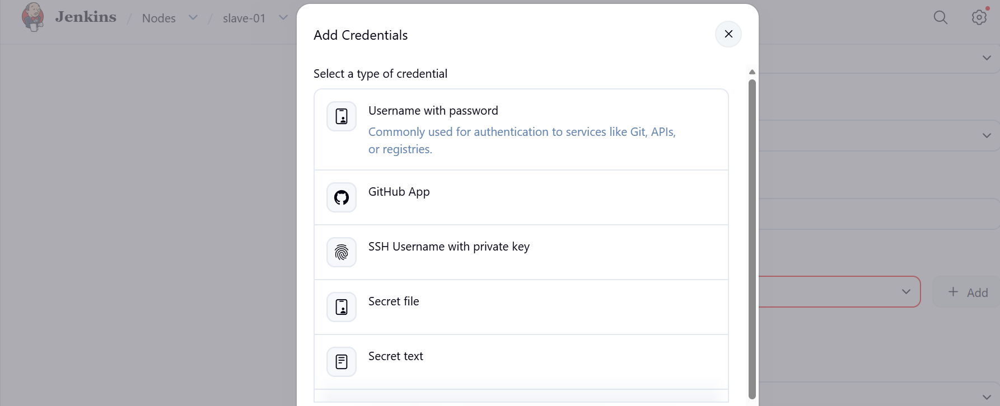 Jenkins / Nodes / slave-01
Add Credentials
Select a type of credential
Username with password
Commonly used for authentication to services like Git, APIs,
or registries.
GitHub App
SSH Username with private key
Secret file
Secret text
+ Add